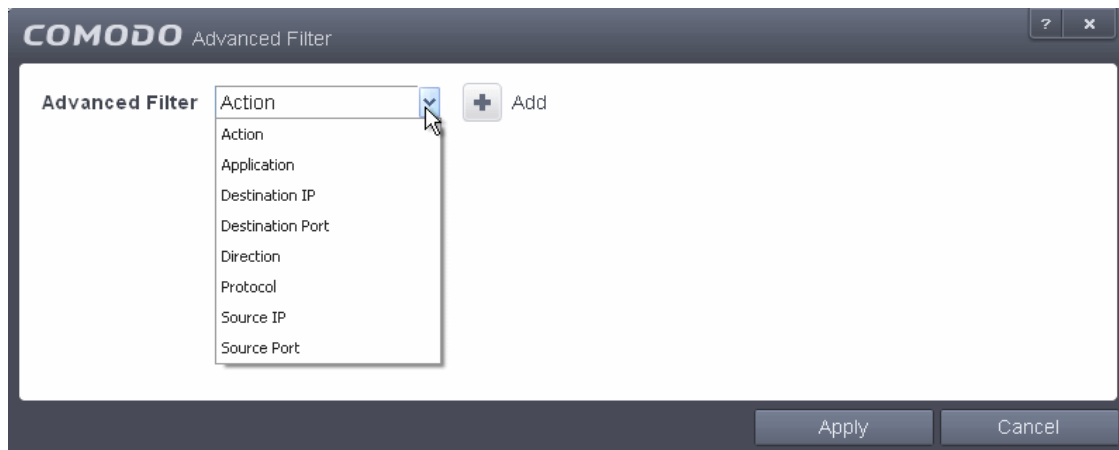 COMODO Advanced Filter
? x
Advanced Filter Action + Add
Action
Application
Destination IP
Destination Port
Direction
Protocol
Source IP
Source Port
Apply Cancel